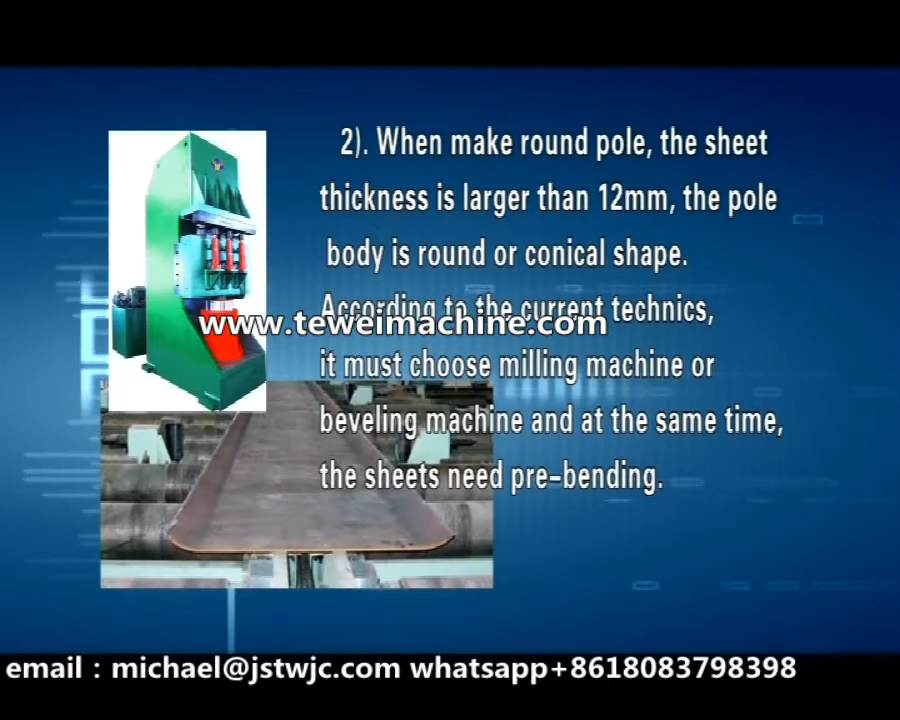 2). When make round pole, the sheet
thickness is larger than 12mm, the pole
body is round or conical shape.
According to the current technics,
www.teweimachine.com
it must choose milling machine or
beveling machine and at the same time,
the sheets need pre-bending.
email : michael@jstwjc.com whatsapp+8618083798398